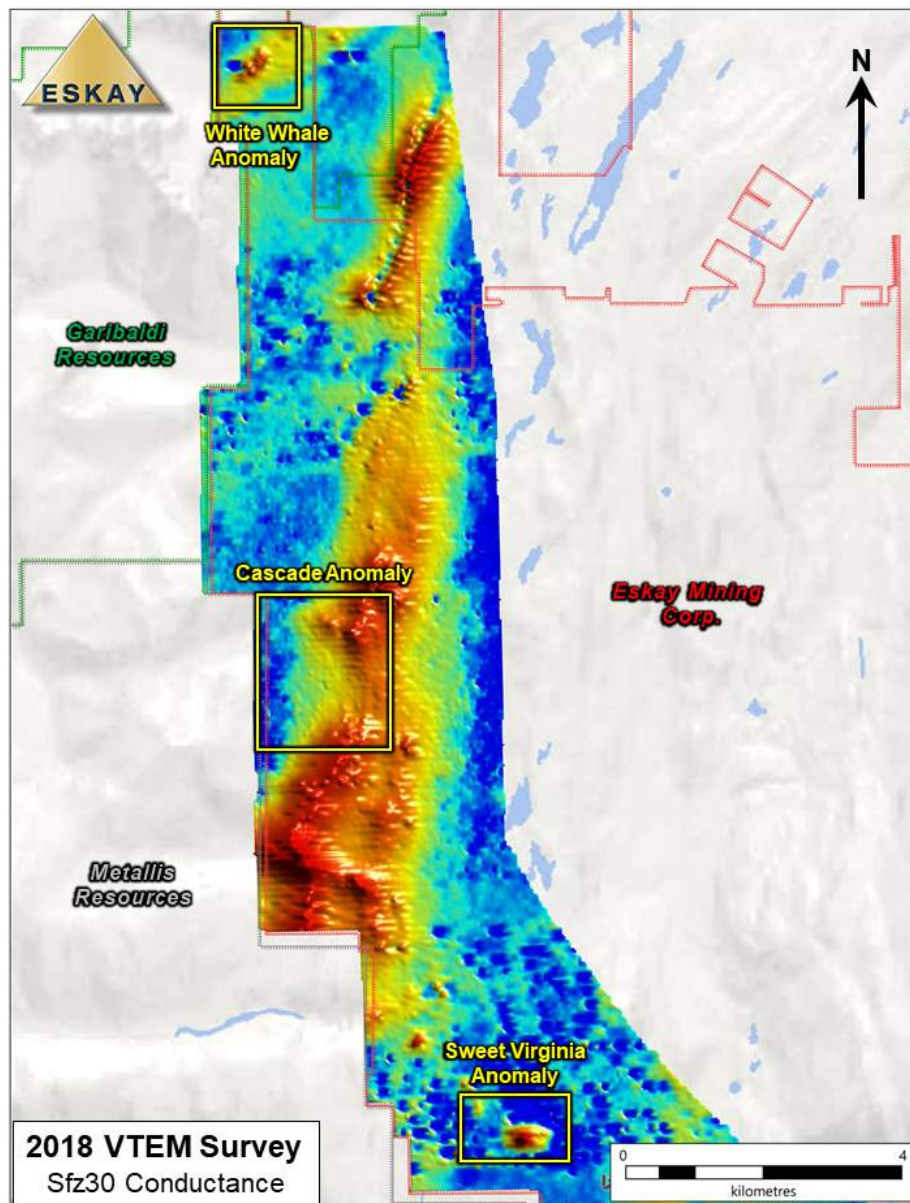 ESKAY
N
White Whale
Anomaly
Garibaldi
Resources
Cascade Anomaly
Eskay Mining
Corp.
Metallis
Resources
Sweet Virginia
Anomaly
2018 VTEM Survey
Sfz30 Conductance
0 4
kilometres